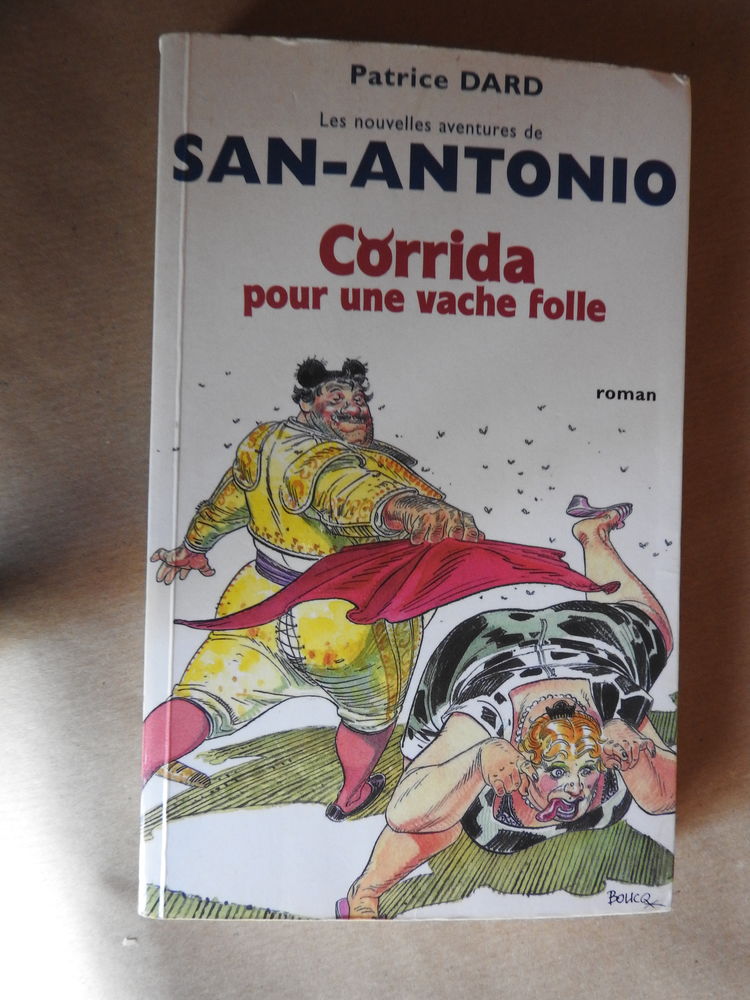 Patrice DARD
Les nouvelles aventures de
SAN-ANTONIO
Corrida
pour une vache folle
roman
BOUCQ